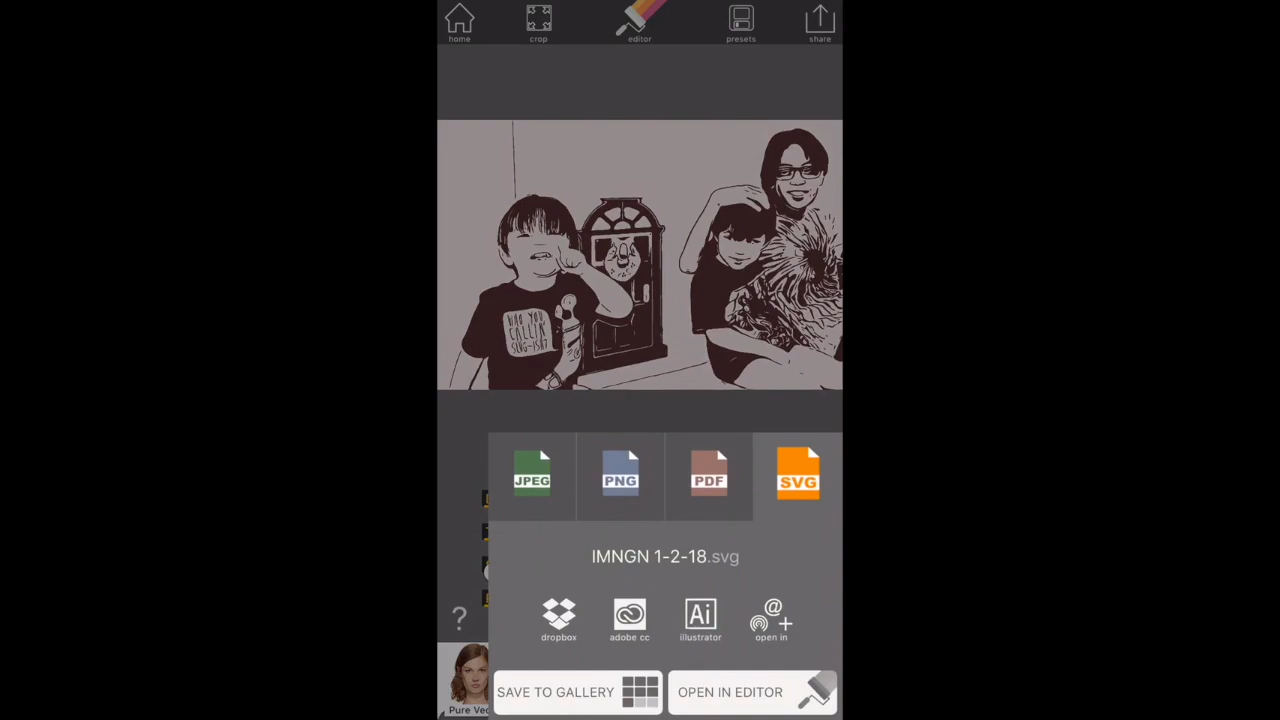 home crop editor presets share
WHO YOU
CALLIN'
SLUG-ISH?
JPEG PNG PDF SVG
IMNGN 1-2-18.svg
Ai
@
dropbox adobe cc illustrator open in
?
SAVE TO GALLERY OPEN IN EDITOR
Pure Vec